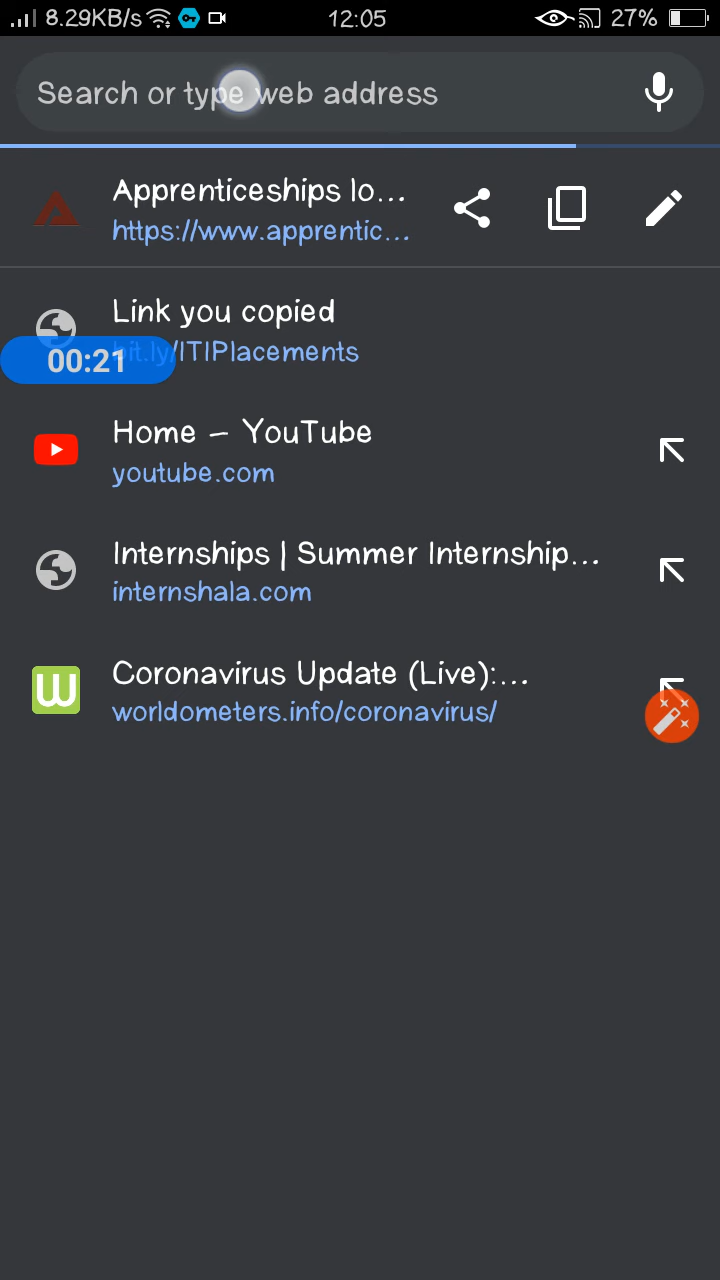 8.29KB/s 12:05 27%
Search or type web address
Apprenticeships lo...
https://www.apprentic...
Link you copied
bit.ly/ITIPlacements
00:21
Home – YouTube
youtube.com
Internships | Summer Internship...
internshala.com
Coronavirus Update (Live):...
worldometers.info/coronavirus/